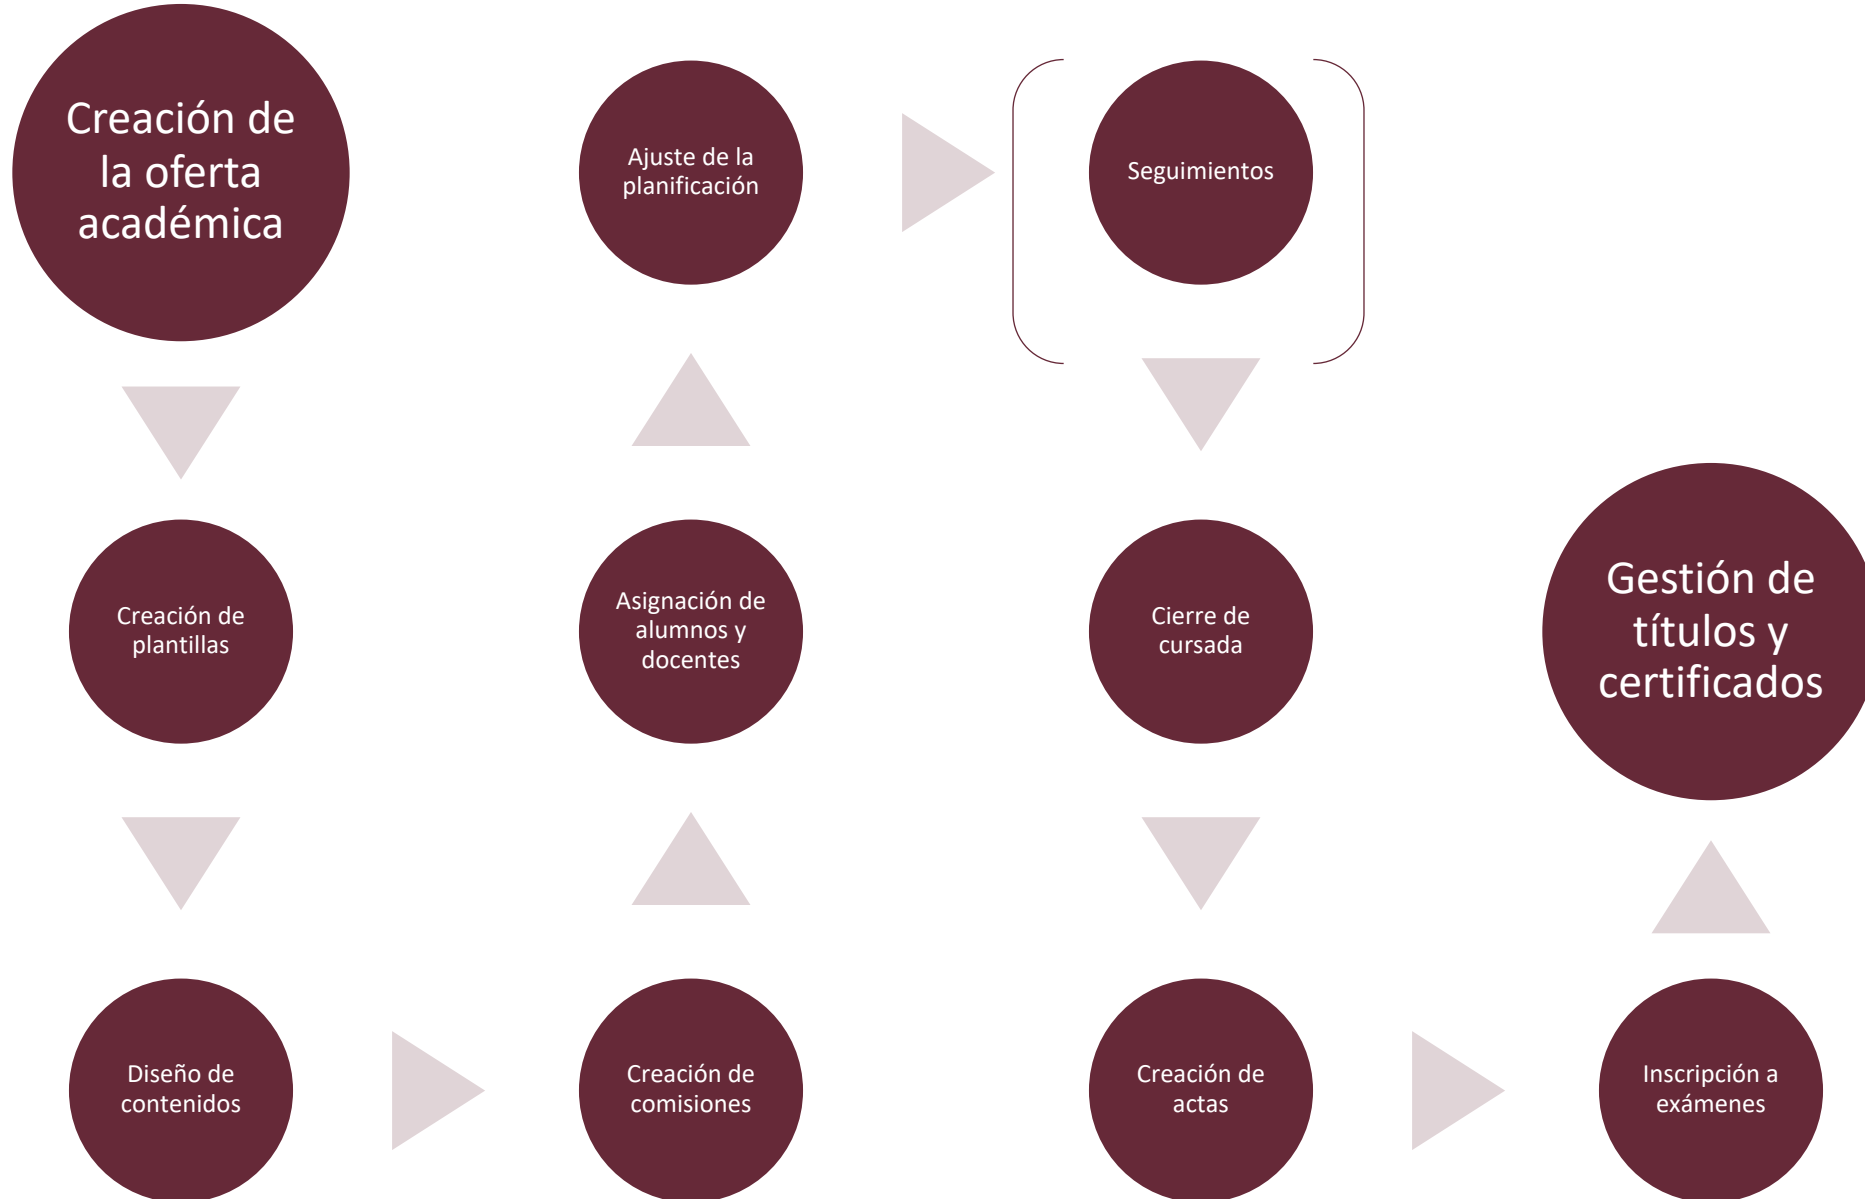 Creación de
la oferta
académica
Creación de
plantillas
Diseño de
contenidos
Creación de
comisiones
Asignación de
alumnos y
docentes
Ajuste de la
planificación
Seguimientos
Cierre de
cursada
Creación de
actas
Inscripción a
exámenes
Gestión de
títulos y
certificados